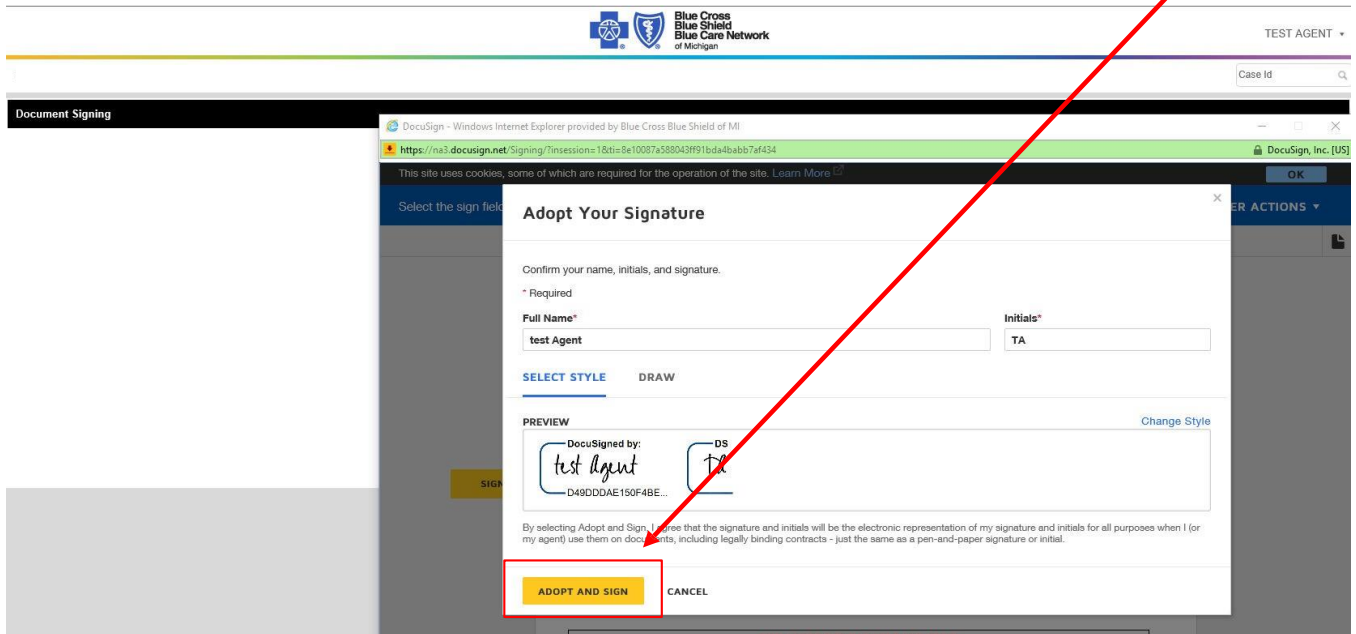 Blue Cross
Blue Shield
Blue Care Network
of Michigan
TEST AGENT
Case Id
Document Signing
DocuSign - Windows Internet Explorer provided by Blue Cross Blue Shield of MI
https://na3.docusign.net/Signing/?insession=1&ti=8e10087a588043ff91bda4babb7af434
DocuSign, Inc. [US]
This site uses cookies, some of which are required for the operation of the site. Learn More
OK
Select the sign field
ER ACTIONS
Adopt Your Signature
Confirm your name, initials, and signature.
* Required
Full Name*
Initials*
test Agent
TA
SELECT STYLE DRAW
PREVIEW
Change Style
DocuSigned by:
test Agent
D49DDDAE150F4BE...
DS
TA
SIGN
By selecting Adopt and Sign, I agree that the signature and initials will be the electronic representation of my signature and initials for all purposes when I (or
my agent) use them on documents, including legally binding contracts - just the same as a pen-and-paper signature or initial.
ADOPT AND SIGN CANCEL